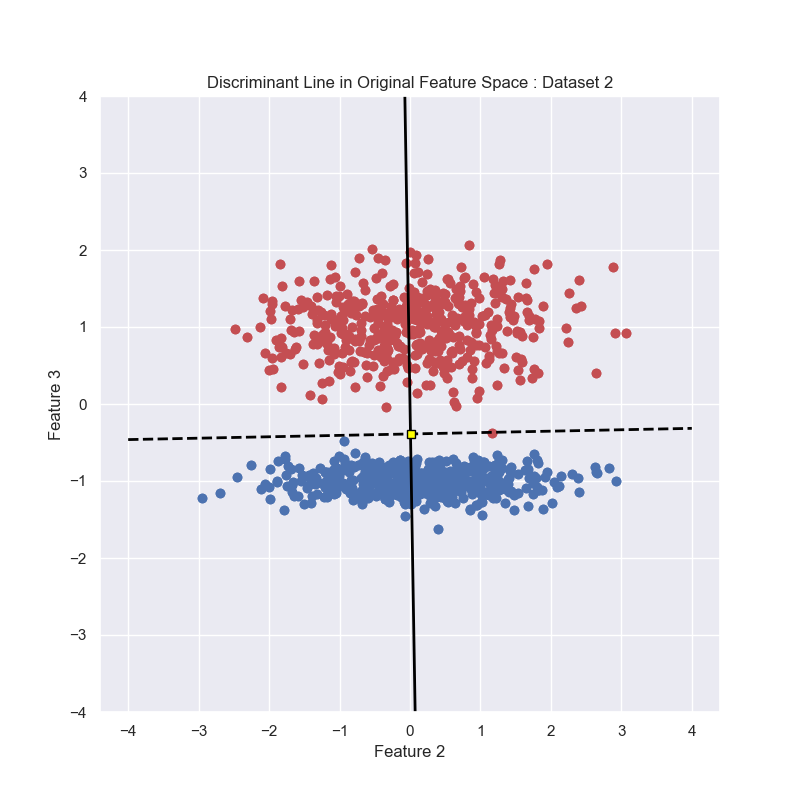 Discriminant Line in Original Feature Space : Dataset 2
4
3
2
1
0
−1
−2
−3
−4
Feature 3
−4 −3 −2 −1 0 1 2 3 4
Feature 2